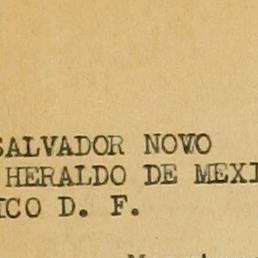 SALVADOR NOVO
HERALDO DE MEXI
ICO D. F.